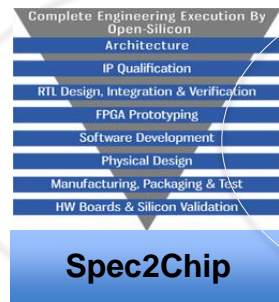 Complete Engineering Execution By
Open-Silicon
Architecture
IP Qualification
RTL Design, Integration & Verification
FPGA Prototyping
Software Development
Physical Design
Manufacturing, Packaging & Test
HW Boards & Silicon Validation
Spec2Chip